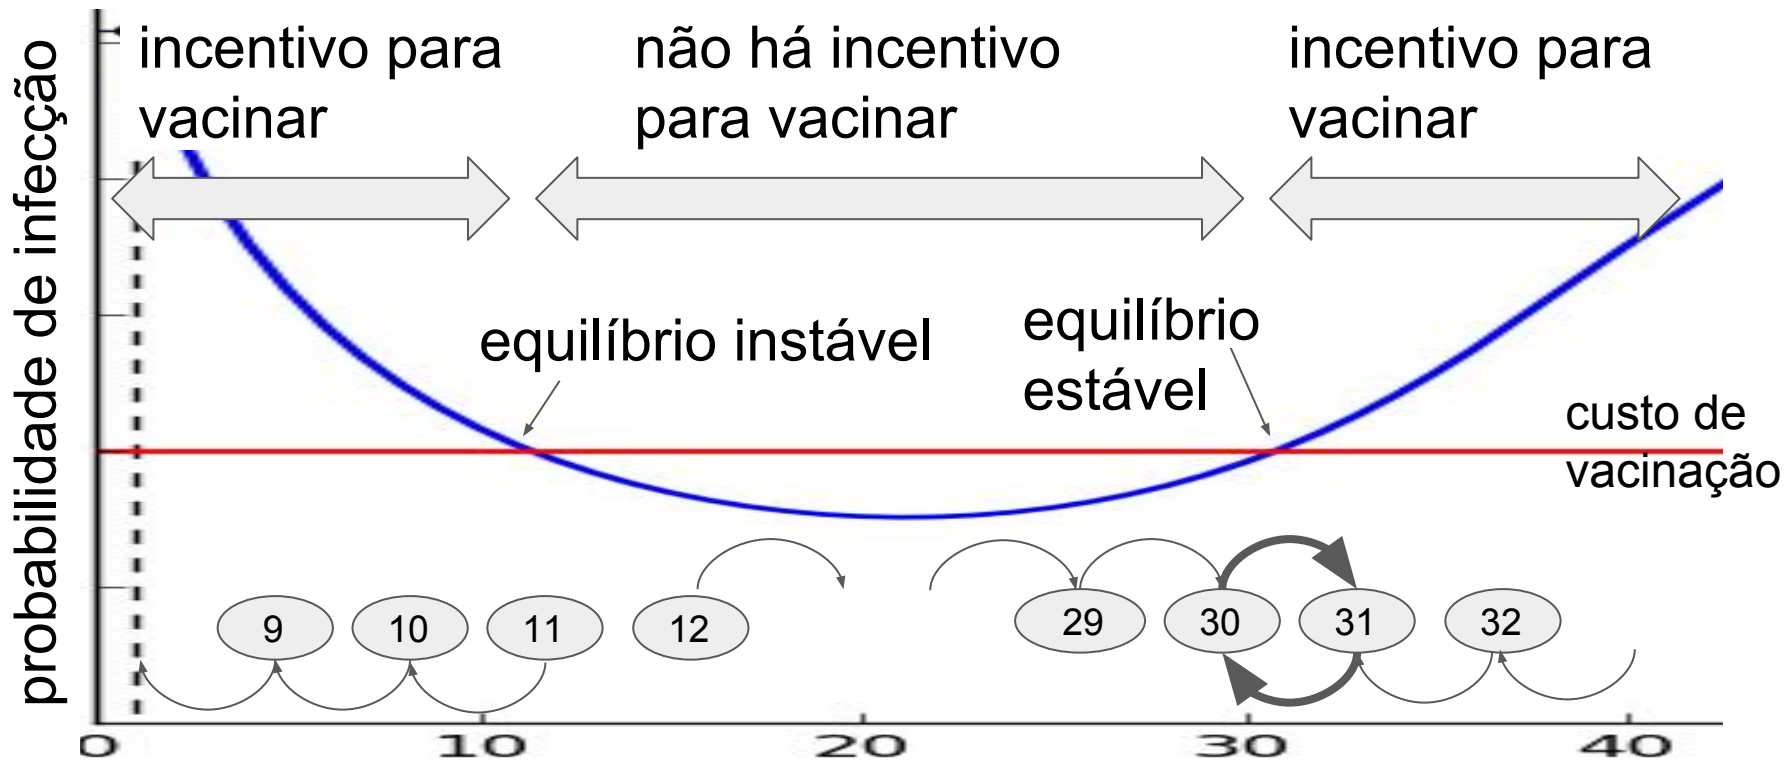 probabilidade de infecção
incentivo para
vacinar
não há incentivo
para vacinar
incentivo para
vacinar
equilíbrio instável
equilíbrio
estável
custo de
vacinação
9
10
11
12
29
30
31
32
0
10
20
30
40